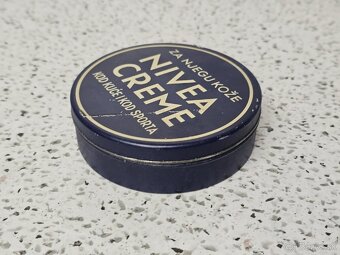 ZA NJEGU KOŽE
NIVEA
CREME
KOD KUĆE I KOD SPORTA